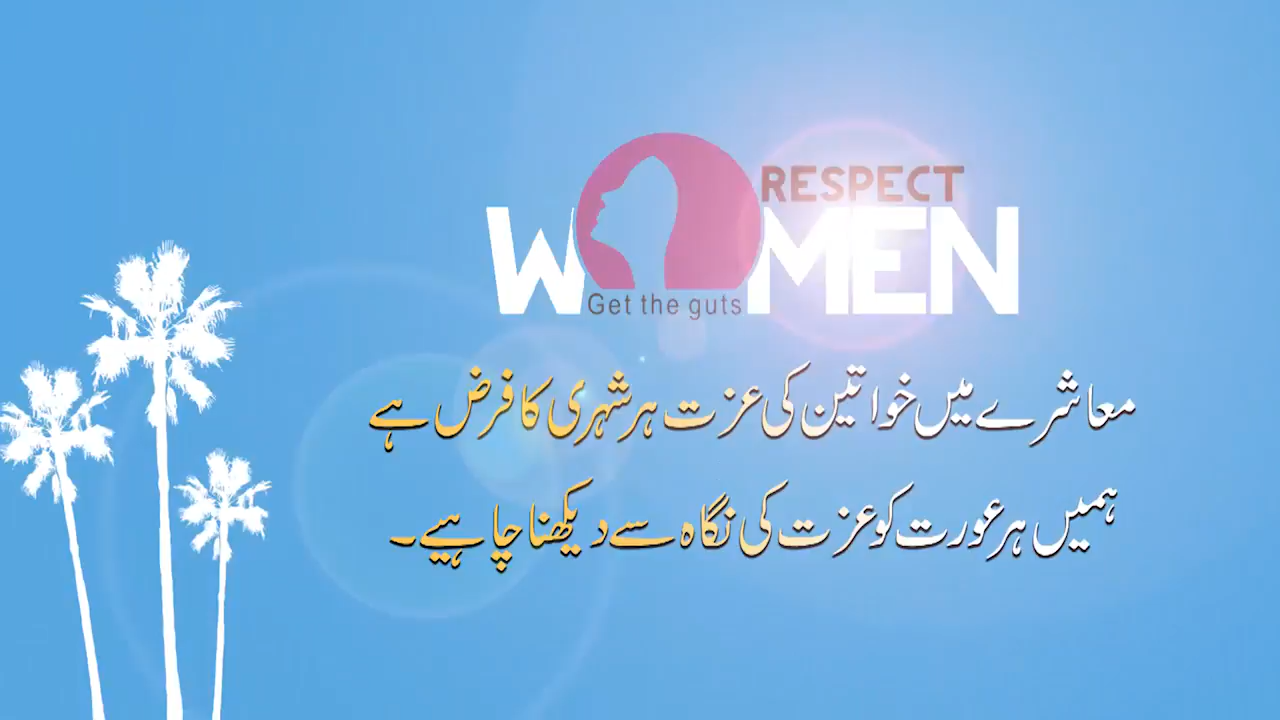 RESPECT
WOMEN
Get the guts
معاشرے میں خواتین کی عزت ہر شہری کا فرض ہے
ہمیں ہر عورت کو عزت کی نگاہ سے دیکھنا چاہیے۔